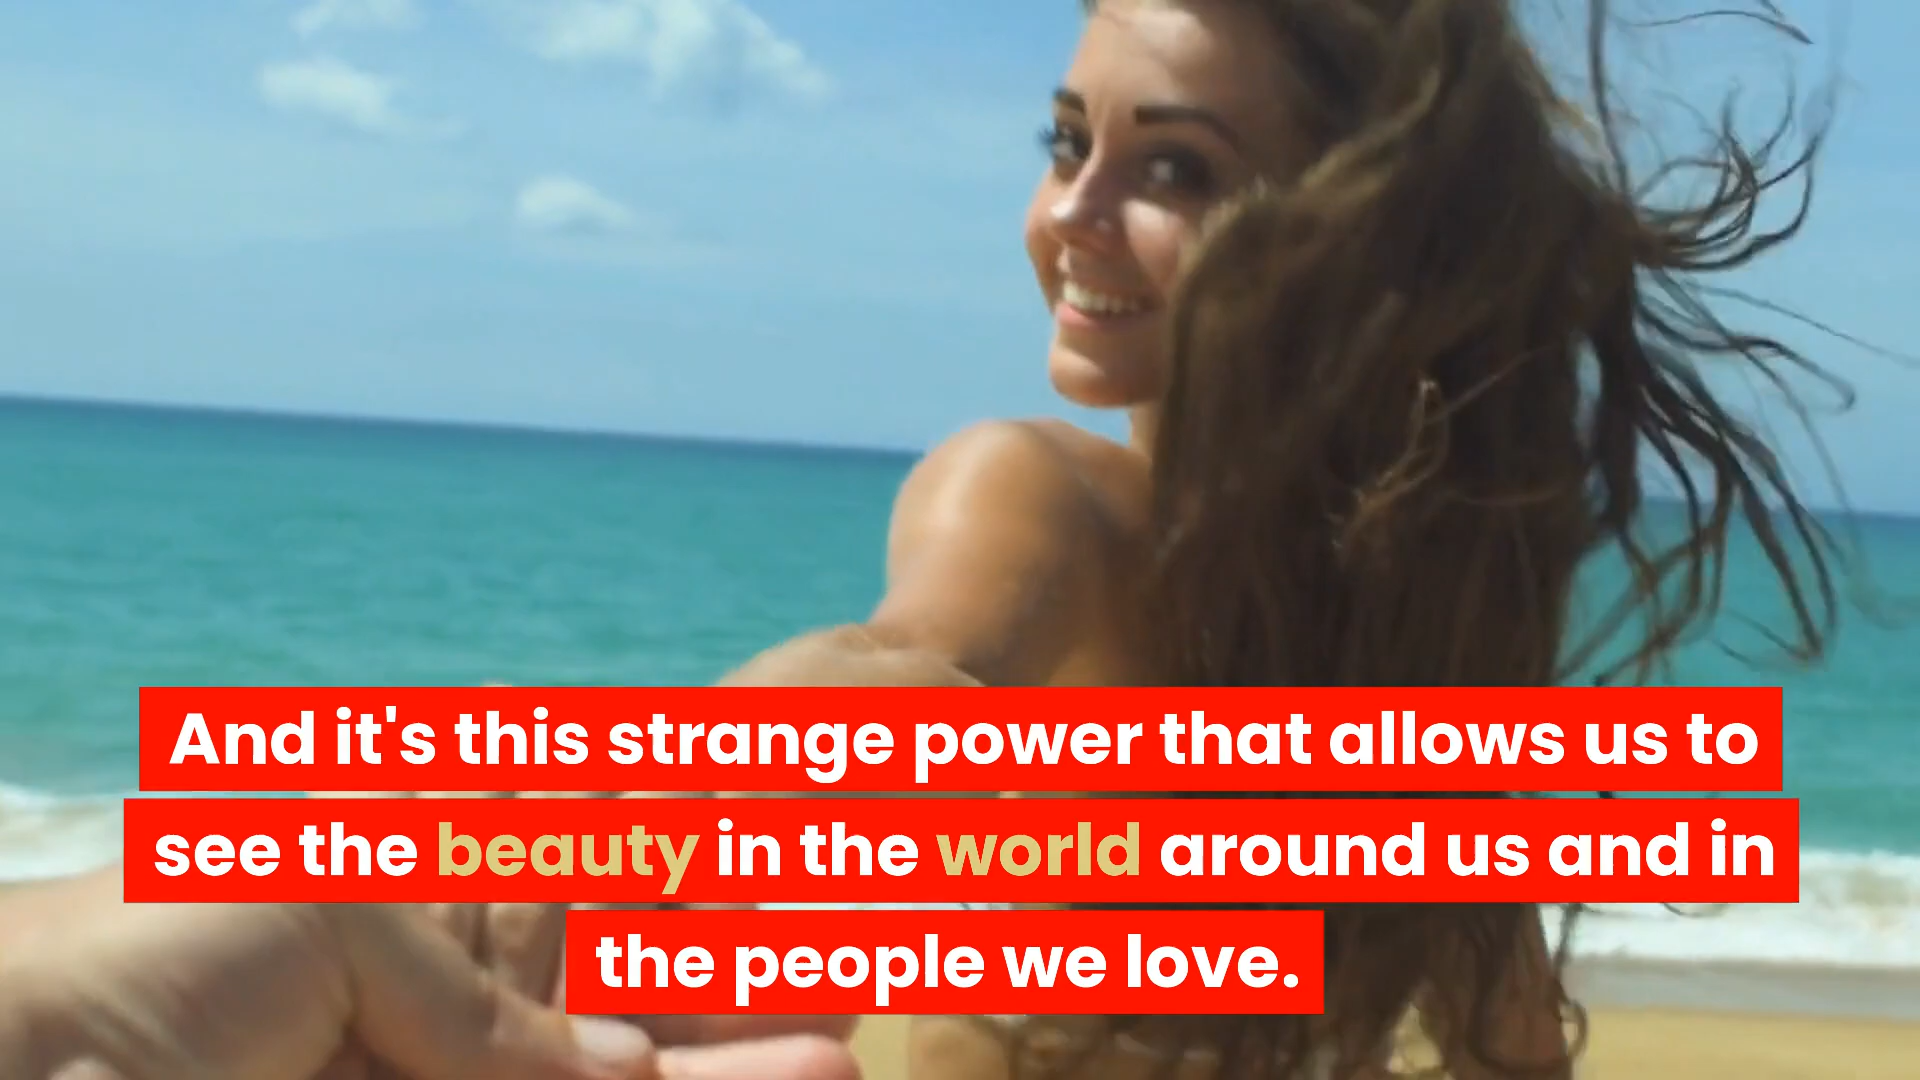 And it's this strange power that allows us to
see the beauty in the world around us and in
the people we love.